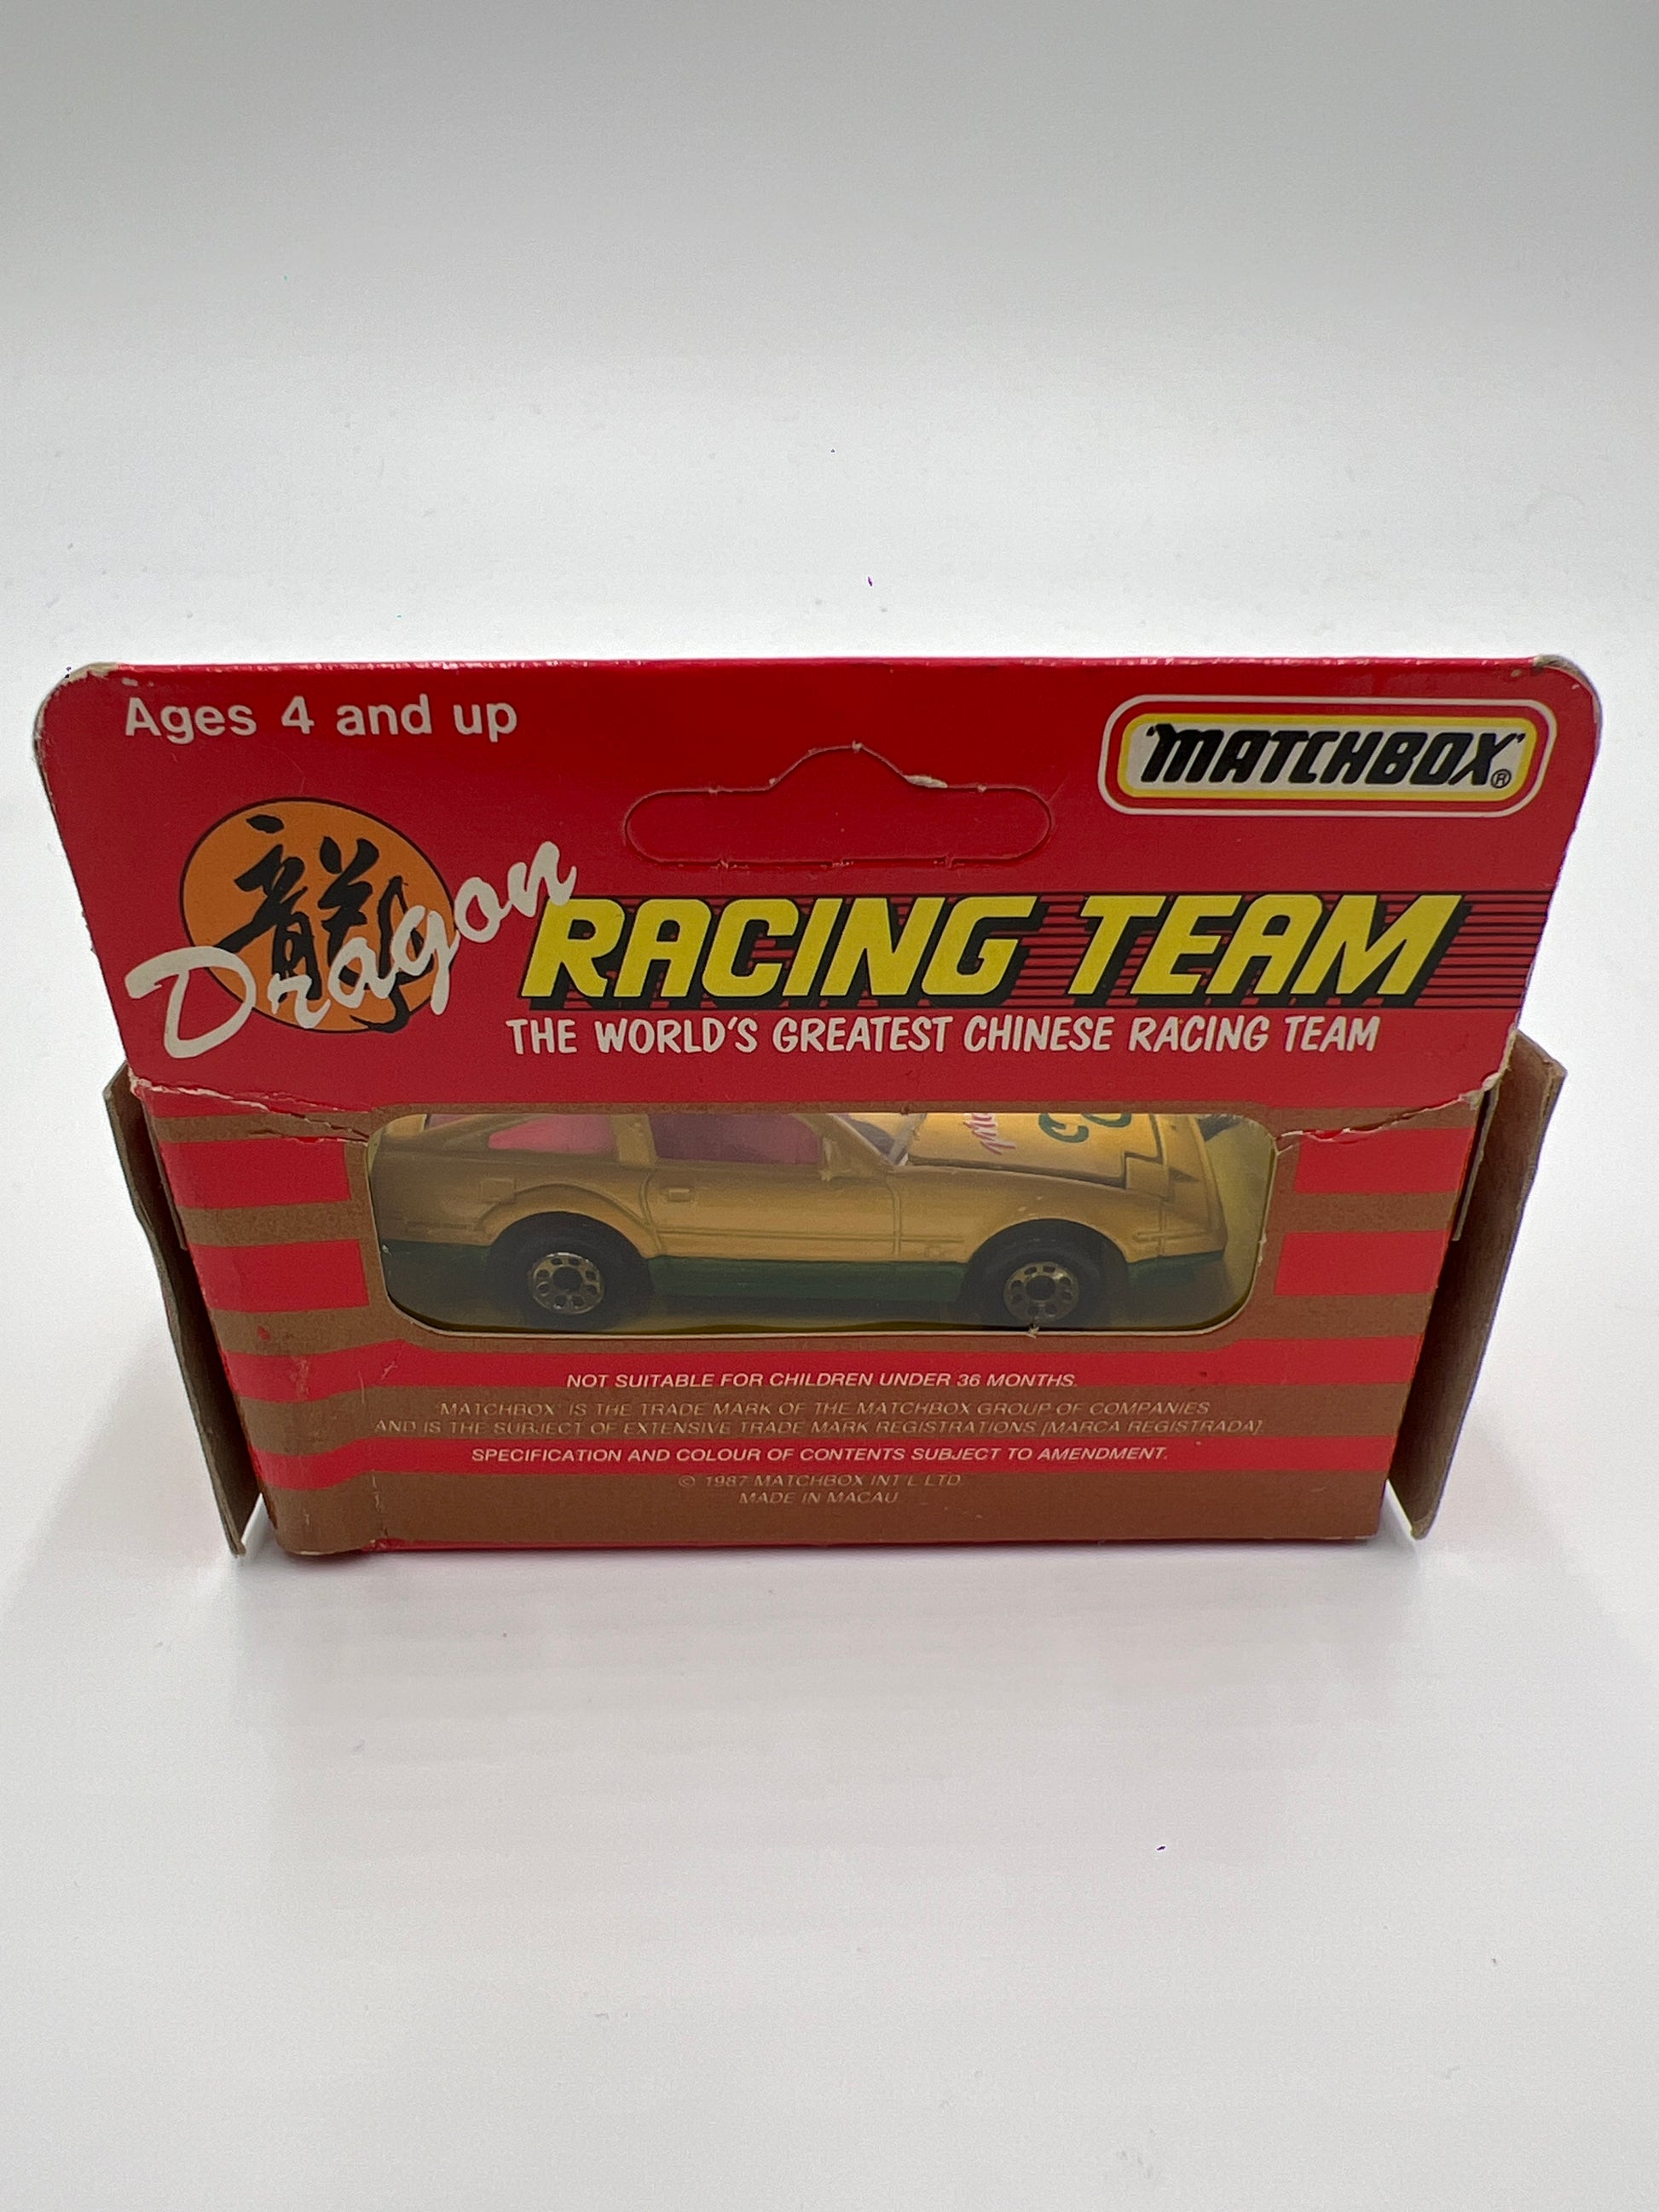 Ages 4 and up
MATCHBOX®
龍
Dragon
RACING TEAM
THE WORLD'S GREATEST CHINESE RACING TEAM
NOT SUITABLE FOR CHILDREN UNDER 36 MONTHS.
'MATCHBOX' IS THE TRADE MARK OF THE MATCHBOX GROUP OF COMPANIES
AND IS THE SUBJECT OF EXTENSIVE TRADE MARK REGISTRATIONS [MARCA REGISTRADA].
SPECIFICATION AND COLOUR OF CONTENTS SUBJECT TO AMENDMENT.
© 1987 MATCHBOX INT'L LTD.
MADE IN MACAU